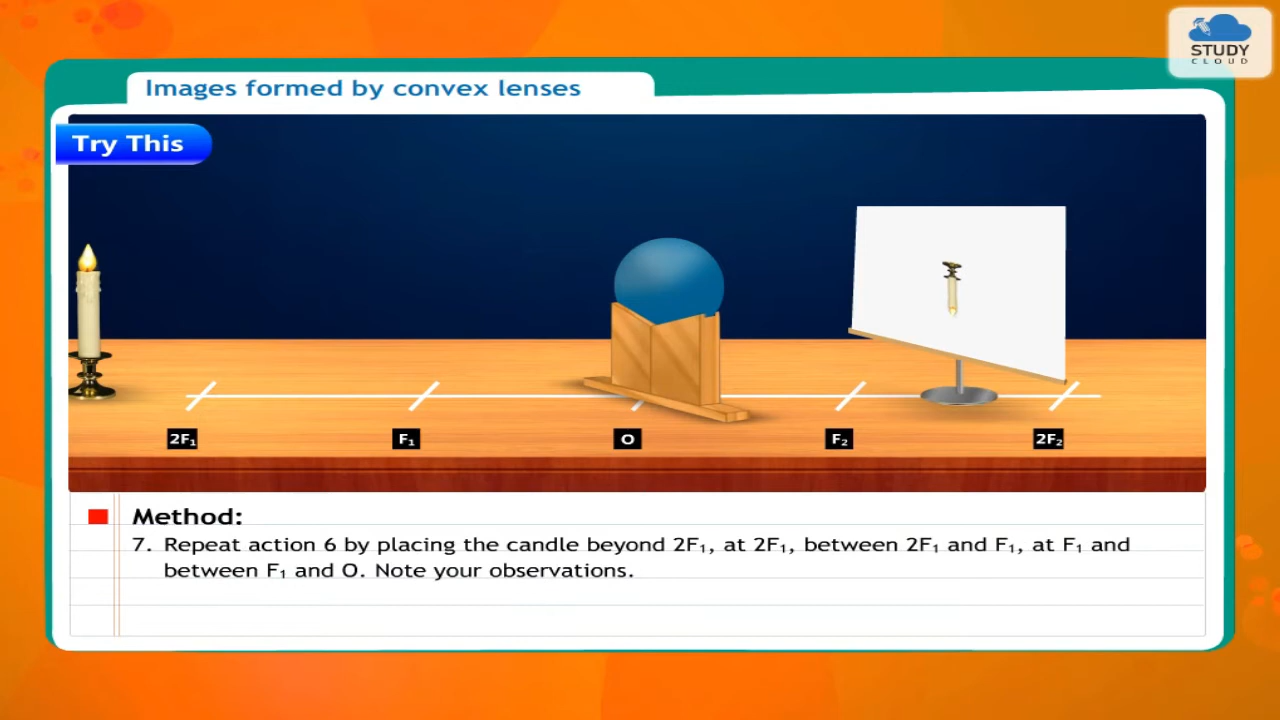 STUDY
CLOUD
Images formed by convex lenses
Try This
2F₁
F₁
O
F₂
2F₂
Method:
7. Repeat action 6 by placing the candle beyond 2F₁, at 2F₁, between 2F₁ and F₁, at F₁ and
between F₁ and O. Note your observations.